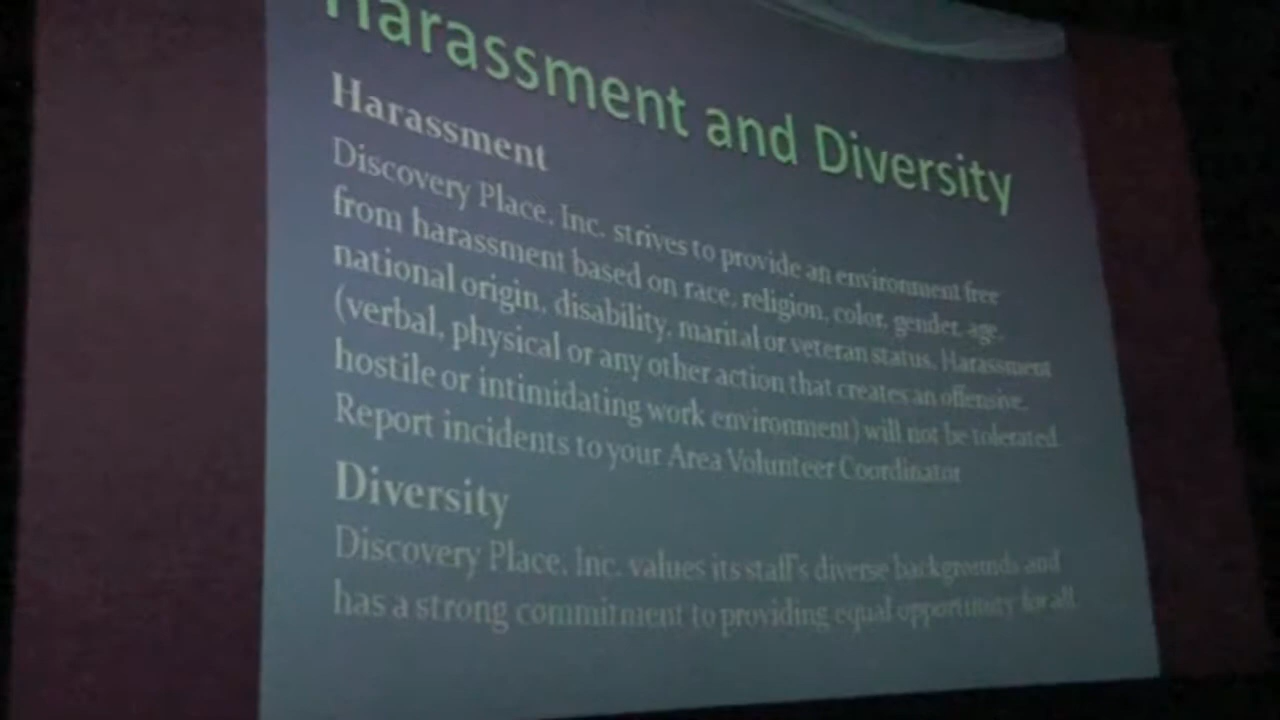 Harassment and Diversity
Harassment
Discovery Place, Inc. strives to provide an environment free
from harassment based on race, religion, color, gender, age,
national origin, disability, marital or veteran status. Harassment
(verbal, physical or any other action that creates an offensive,
hostile or intimidating work environment) will not be tolerated.
Report incidents to your Area Volunteer Coordinator
Diversity
Discovery Place, Inc. values its staff's diverse backgrounds and
has a strong commitment to providing equal opportunity for all.